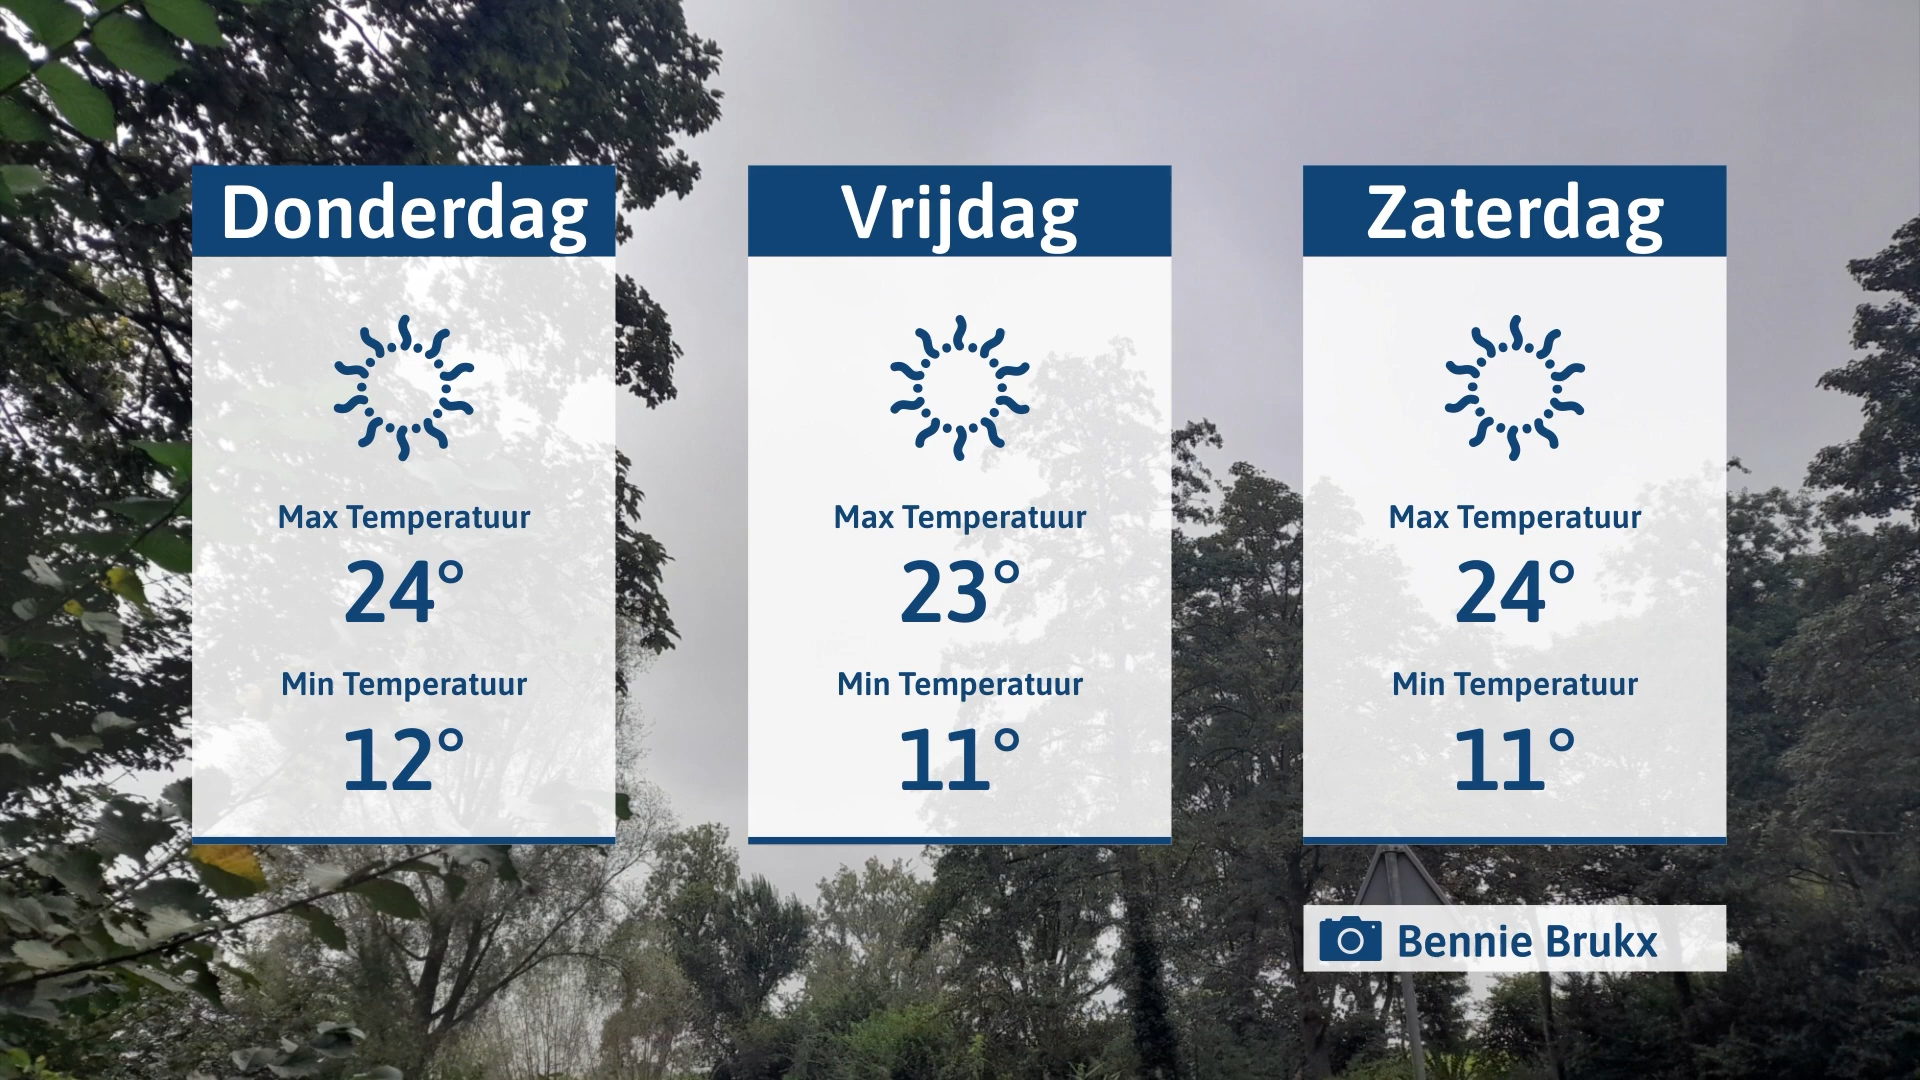 Donderdag
Max Temperatuur
24°
Min Temperatuur
12°
Vrijdag
Max Temperatuur
23°
Min Temperatuur
11°
Zaterdag
Max Temperatuur
24°
Min Temperatuur
11°
Bennie Brukx